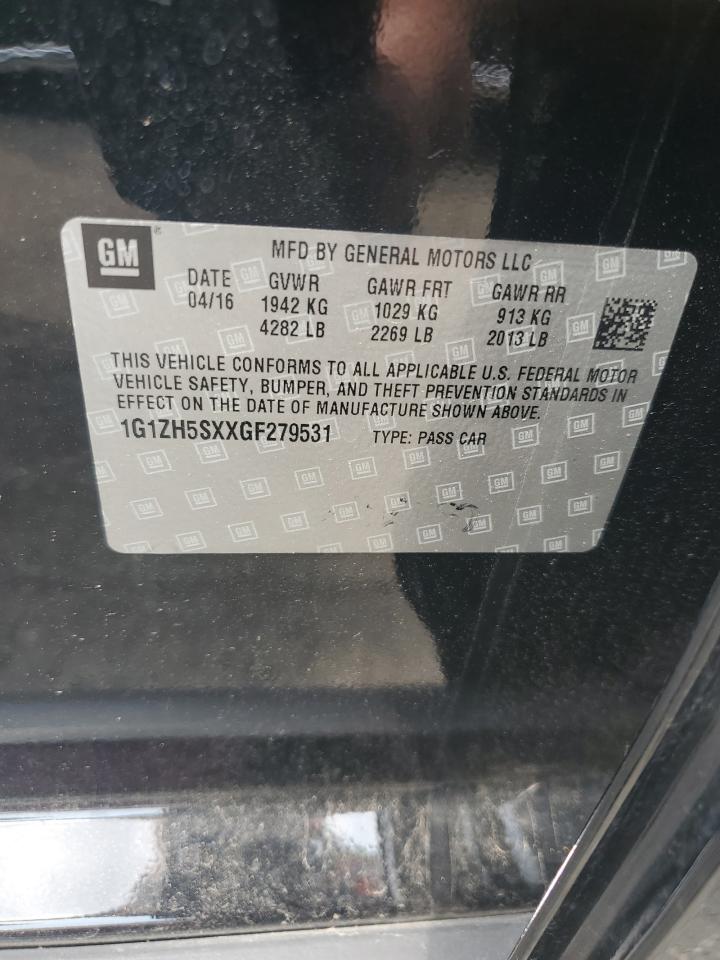 GM ®
MFD BY GENERAL MOTORS LLC
DATE GVWR GAWR FRT GAWR RR
04/16 1942 KG 1029 KG 913 KG
4282 LB 2269 LB 2013 LB
THIS VEHICLE CONFORMS TO ALL APPLICABLE U.S. FEDERAL MOTOR
VEHICLE SAFETY, BUMPER, AND THEFT PREVENTION STANDARDS IN
EFFECT ON THE DATE OF MANUFACTURE SHOWN ABOVE.
1G1ZH5SXXGF279531 TYPE: PASS CAR